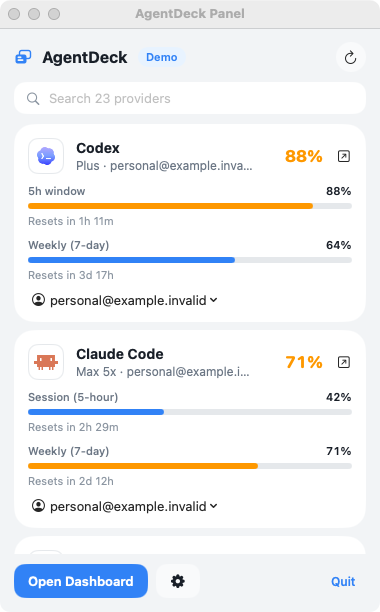 AgentDeck Panel
AgentDeck
Demo
Search 23 providers
Codex
88%
Plus · personal@example.inva...
5h window
88%
Resets in 1h 11m
Weekly (7-day)
64%
Resets in 3d 17h
personal@example.invalid
Claude Code
71%
Max 5x · personal@example.i...
Session (5-hour)
42%
Resets in 2h 29m
Weekly (7-day)
71%
Resets in 2d 12h
personal@example.invalid
Open Dashboard
Quit